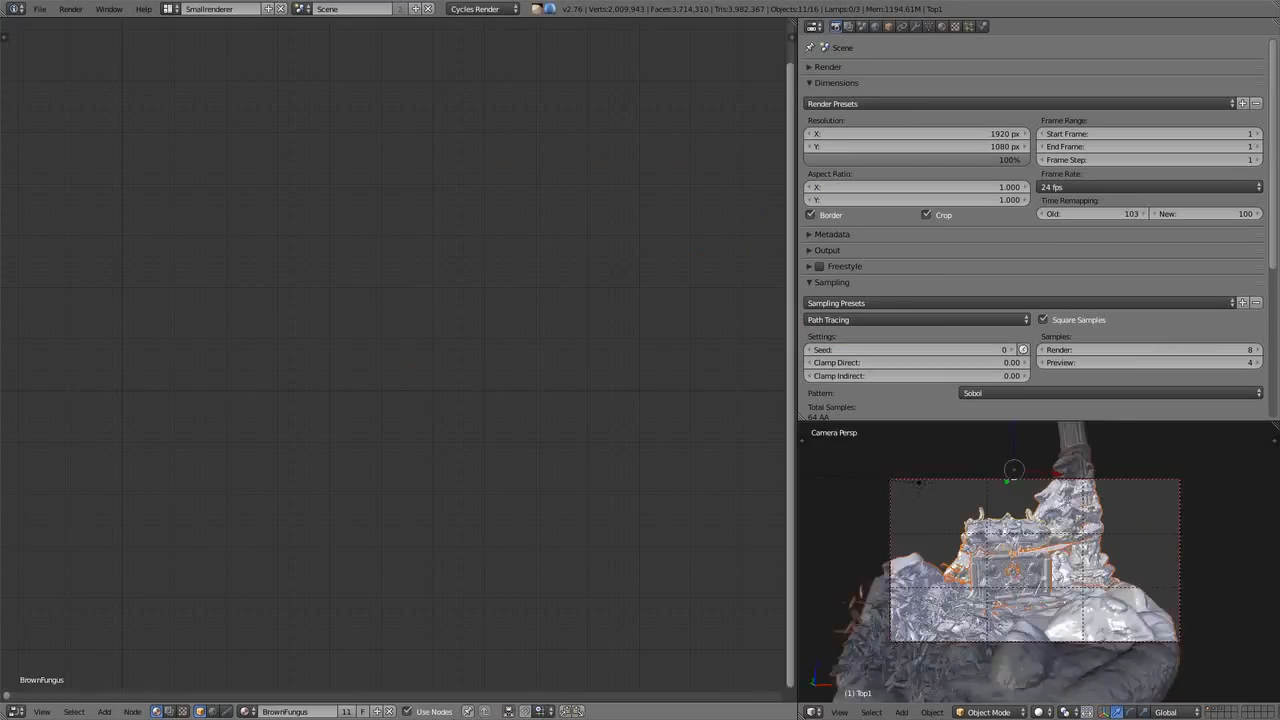 File Render Window Help Smallrenderer Scene 2 Cycles Render v2.76 | Verts:2,009,943 | Faces:3,714,310 | Tris:3,982,367 | Objects:11/16 | Lamps:0/3 | Mem:1194.61M | Top1
Scene
Render
Dimensions
Render Presets
Resolution: Frame Range:
X: 1920 px Start Frame: 1
Y: 1080 px End Frame: 1
100% Frame Step: 1
Aspect Ratio: Frame Rate:
X: 1.000 24 fps
Y: 1.000 Time Remapping:
Border Crop Old: 103 New: 100
Metadata
Output
Freestyle
Sampling
Sampling Presets
Path Tracing Square Samples
Settings: Samples:
Seed: 0 Render: 8
Clamp Direct: 0.00 Preview: 4
Clamp Indirect: 0.00
Pattern: Sobol
Total Samples:
64 AA
Camera Persp
BrownFungus
(1) Top1
View Select Add Node BrownFungus 11 F Use Nodes View Select Add Object Object Mode Global